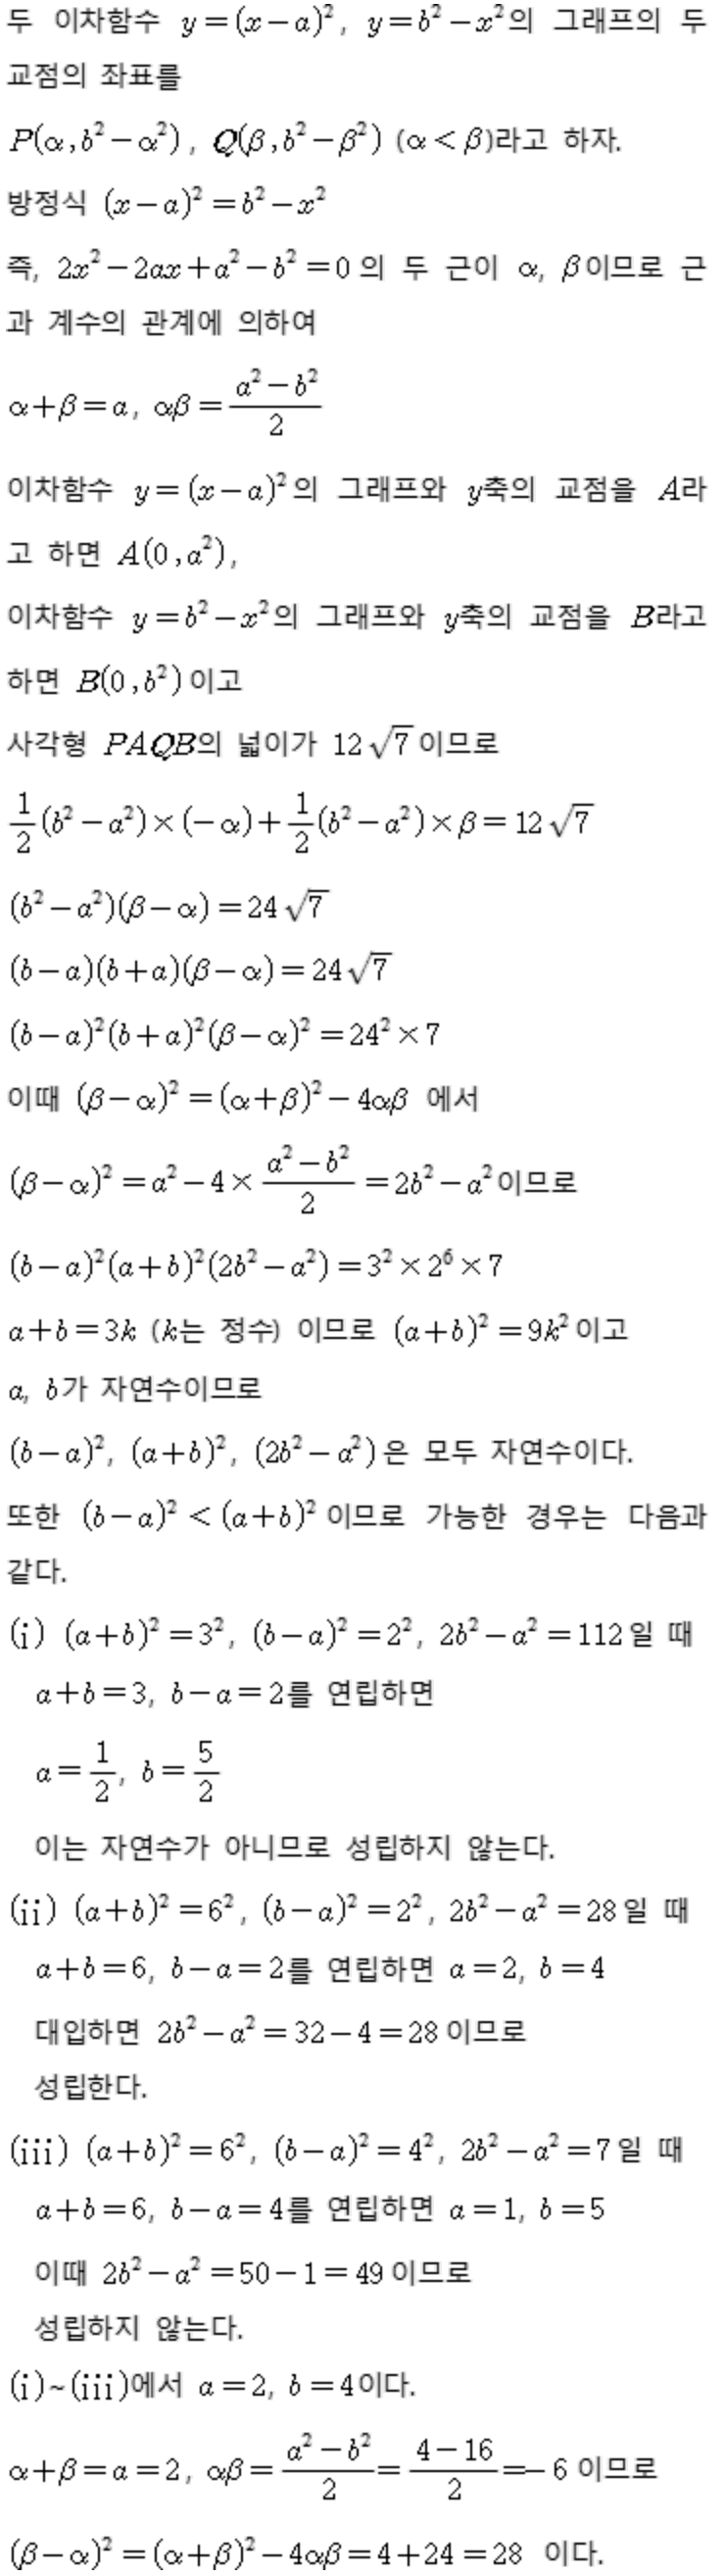 두 이차함수 y=(x-a)², y=b²-x²의 그래프의 두
교점의 좌표를
P(α, b²-α²), Q(β, b²-β²) (α<β)라고 하자.
방정식 (x-a)²=b²-x²
즉, 2x²-2ax+a²-b²=0의 두 근이 α, β이므로 근
과 계수의 관계에 의하여
α+β=a, αβ=\frac{a²-b²}{2}
이차함수 y=(x-a)²의 그래프와 y축의 교점을 A라
고 하면 A(0, a²),
이차함수 y=b²-x²의 그래프와 y축의 교점을 B라고
하면 B(0, b²)이고
사각형 PAQB의 넓이가 12√7이므로
\frac{1}{2}(b²-a²)×(-α)+\frac{1}{2}(b²-a²)×β=12√7
(b²-a²)(β-α)=24√7
(b-a)(b+a)(β-α)=24√7
(b-a)²(b+a)²(β-α)²=24²×7
이때 (β-α)²=(α+β)²-4αβ 에서
(β-α)²=a²-4×\frac{a²-b²}{2}=2b²-a²이므로
(b-a)²(a+b)²(2b²-a²)=3²×2⁶×7
a+b=3k (k는 정수) 이므로 (a+b)²=9k²이고
a, b가 자연수이므로
(b-a)², (a+b)², (2b²-a²)은 모두 자연수이다.
또한 (b-a)²<(a+b)²이므로 가능한 경우는 다음과
같다.
(i) (a+b)²=3², (b-a)²=2², 2b²-a²=112일 때
a+b=3, b-a=2를 연립하면
a=\frac{1}{2}, b=\frac{5}{2}
이는 자연수가 아니므로 성립하지 않는다.
(ii) (a+b)²=6², (b-a)²=2², 2b²-a²=28일 때
a+b=6, b-a=2를 연립하면 a=2, b=4
대입하면 2b²-a²=32-4=28이므로
성립한다.
(iii) (a+b)²=6², (b-a)²=4², 2b²-a²=7일 때
a+b=6, b-a=4를 연립하면 a=1, b=5
이때 2b²-a²=50-1=49이므로
성립하지 않는다.
(i)~(iii)에서 a=2, b=4이다.
α+β=a=2, αβ=\frac{a²-b²}{2}=\frac{4-16}{2}=-6 이므로
(β-α)²=(α+β)²-4αβ=4+24=28 이다.